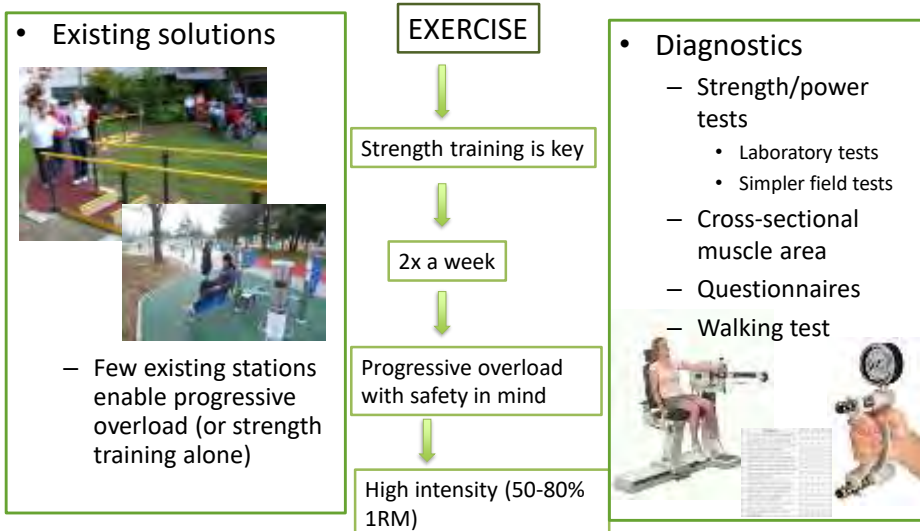 • Existing solutions
– Few existing stations
enable progressive
overload (or strength
training alone)
EXERCISE
Strength training is key
2x a week
Progressive overload
with safety in mind
High intensity (50-80%
1RM)
• Diagnostics
– Strength/power
tests
• Laboratory tests
• Simpler field tests
– Cross-sectional
muscle area
– Questionnaires
– Walking test